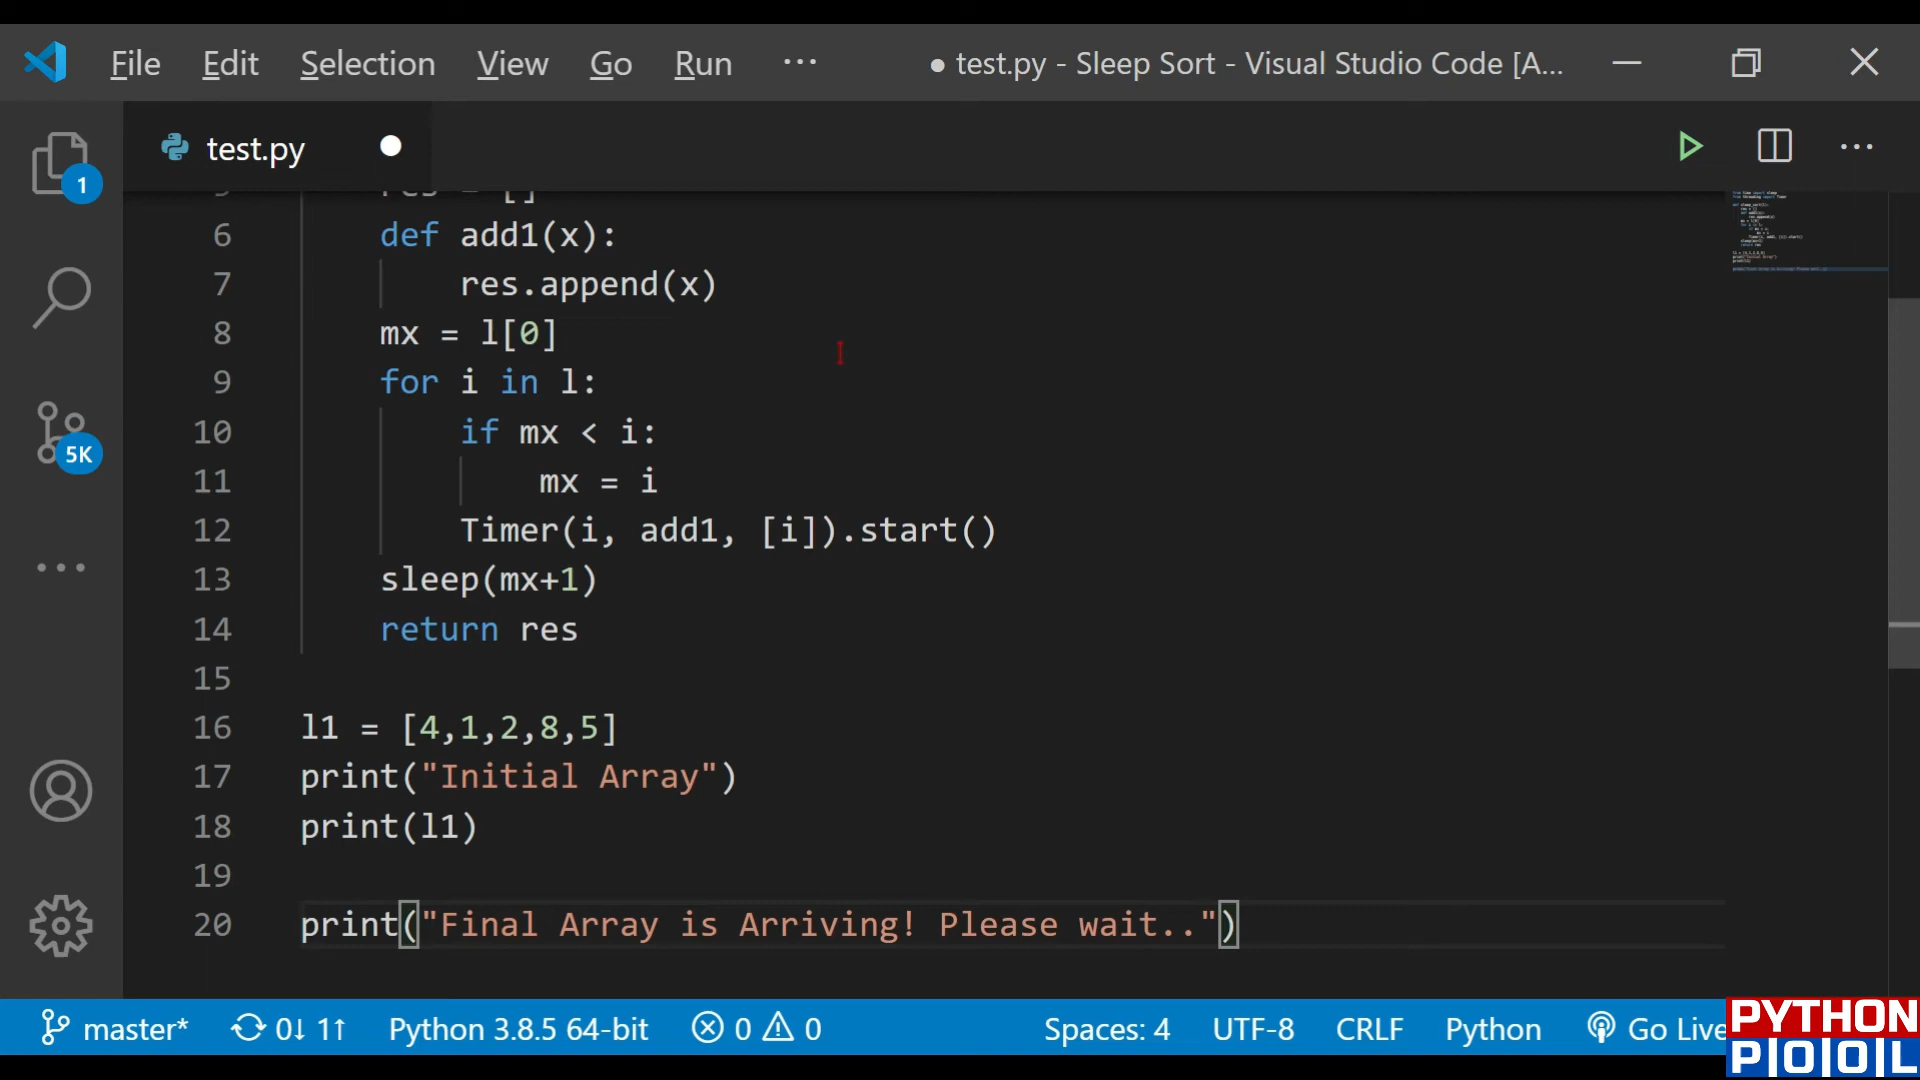 File Edit Selection View Go Run ··· ● test.py - Sleep Sort - Visual Studio Code [A...
test.py
1
5K
res = []
6 def add1(x):
7 res.append(x)
8 mx = l[0]
9 for i in l:
10 if mx < i:
11 mx = i
12 Timer(i, add1, [i]).start()
13 sleep(mx+1)
14 return res
15
16 l1 = [4,1,2,8,5]
17 print("Initial Array")
18 print(l1)
19
20 print("Final Array is Arriving! Please wait..")
master* 0↓ 1↑ Python 3.8.5 64-bit 0 0 Spaces: 4 UTF-8 CRLF Python Go Live
PYTHON
POOL